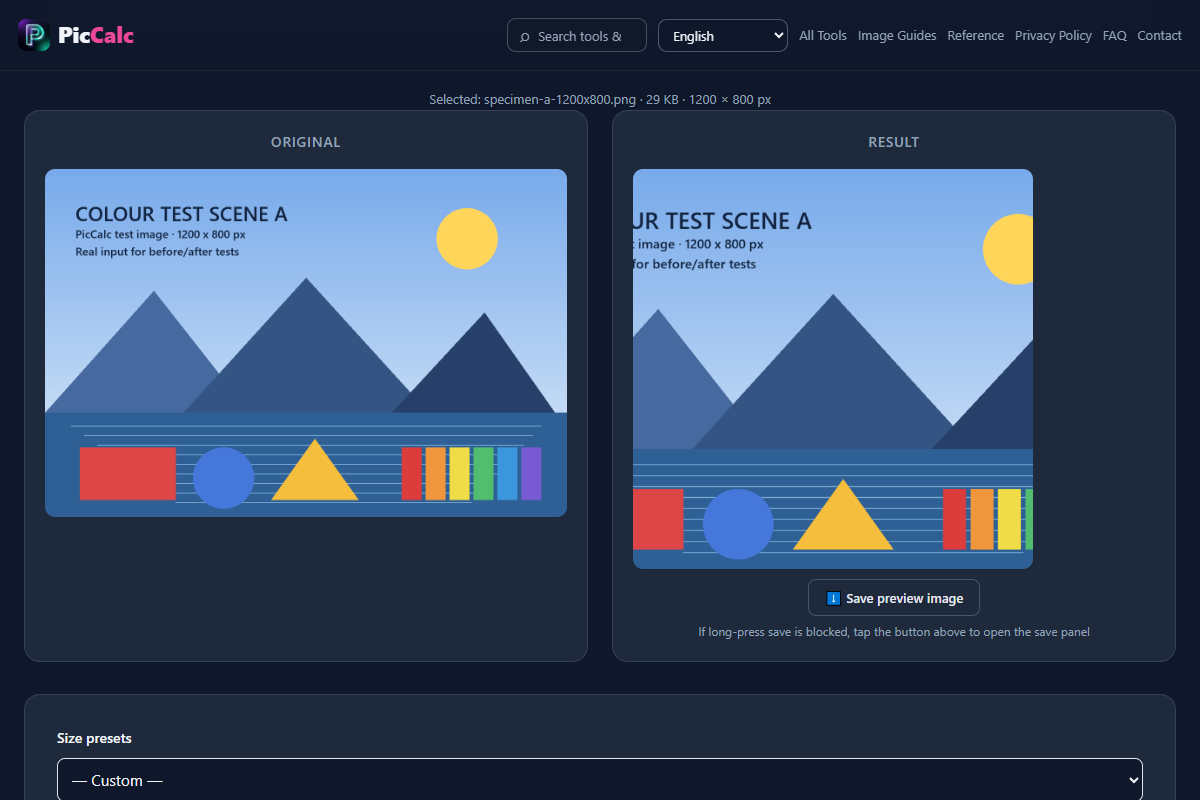 PicCalc
Search tools &
English
All Tools
Image Guides
Reference
Privacy Policy
FAQ
Contact
Selected: specimen-a-1200x800.png · 29 KB · 1200 × 800 px
ORIGINAL
COLOUR TEST SCENE A
PicCalc test image · 1200 x 800 px
Real input for before/after tests
RESULT
UR TEST SCENE A
image · 1200 x 800 px
for before/after tests
Save preview image
If long-press save is blocked, tap the button above to open the save panel
Size presets
— Custom —